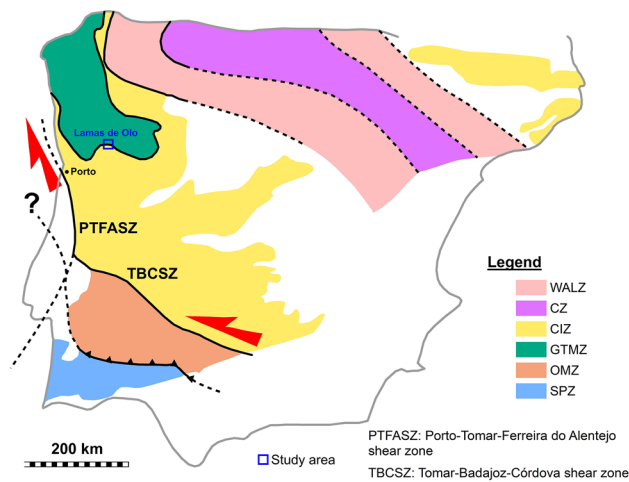 Lamas de Olo
Porto
?
PTFASZ
TBCSZ
Legend
WALZ
CZ
CIZ
GTMZ
OMZ
SPZ
200 km
Study area
PTFASZ: Porto-Tomar-Ferreira do Alentejo
shear zone
TBCSZ: Tomar-Badajoz-Córdova shear zone